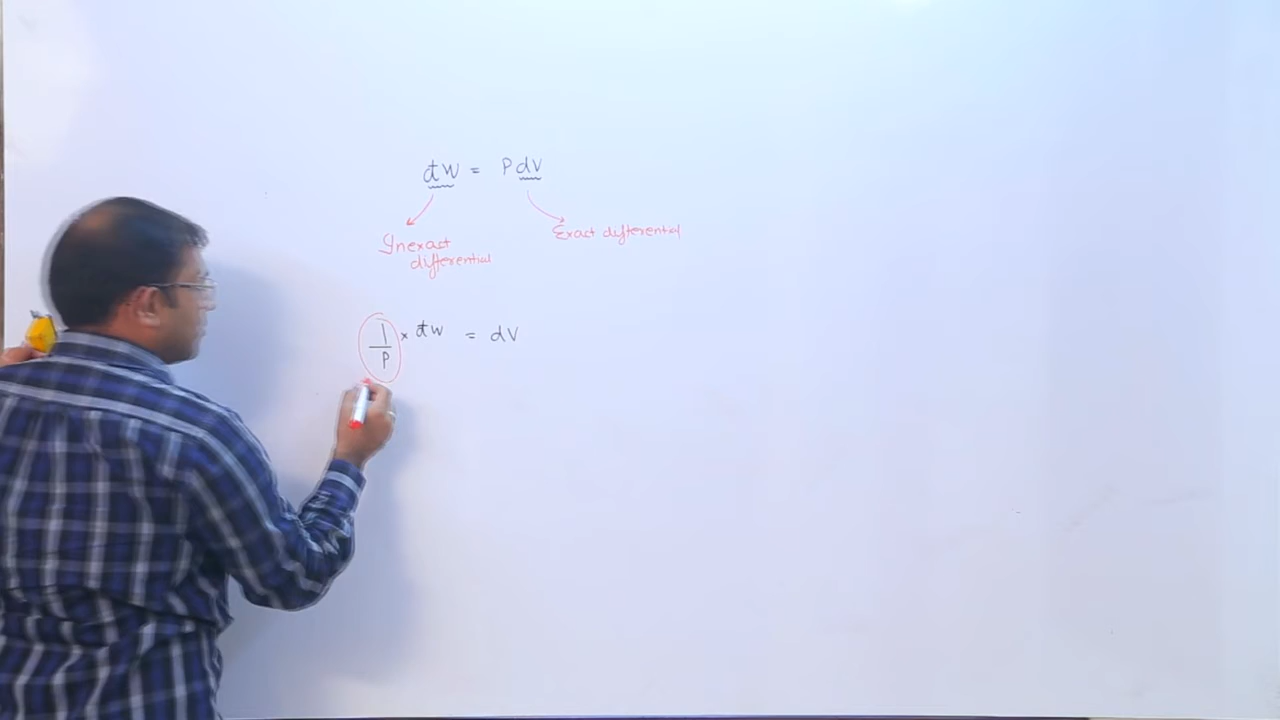 đW = PdV
Inexact differential
Exact differential
1/P × đW = dV